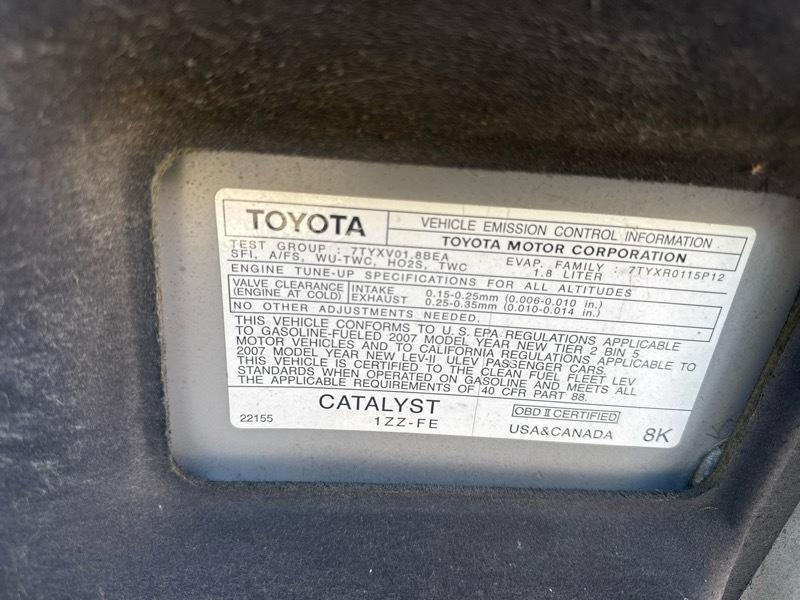 TOYOTA
VEHICLE EMISSION CONTROL INFORMATION
TOYOTA MOTOR CORPORATION
TEST GROUP : 7TYXV01.8BEA EVAP. FAMILY : 7TYXR0115P12
SFI, A/FS, WU-TWC, HO2S, TWC 1.8 LITER
ENGINE TUNE-UP SPECIFICATIONS FOR ALL ALTITUDES
VALVE CLEARANCE INTAKE 0.15-0.25mm (0.006-0.010 in.)
(ENGINE AT COLD) EXHAUST 0.25-0.35mm (0.010-0.014 in.)
NO OTHER ADJUSTMENTS NEEDED.
THIS VEHICLE CONFORMS TO U.S.EPA REGULATIONS APPLICABLE
TO GASOLINE-FUELED 2007 MODEL YEAR NEW TIER 2 BIN 5
MOTOR VEHICLES AND TO CALIFORNIA REGULATIONS APPLICABLE TO
2007 MODEL YEAR NEW LEV-II ULEV PASSENGER CARS.
THIS VEHICLE IS CERTIFIED TO THE CLEAN FUEL FLEET LEV
STANDARDS WHEN OPERATED ON GASOLINE AND MEETS ALL
THE APPLICABLE REQUIREMENTS OF 40 CFR PART 88.
CATALYST
OBD II CERTIFIED
22155 1ZZ-FE USA&CANADA 8K